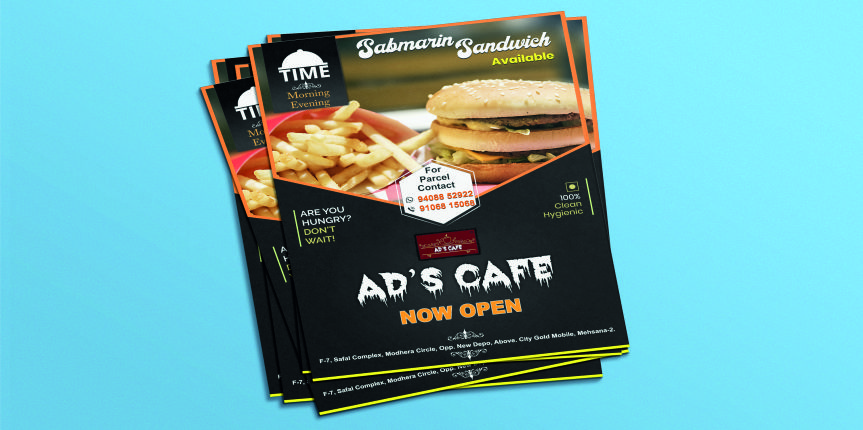 Sabmarin Sandwich
Available
TIME
Morning
Evening
For
Parcel
Contact
94088 52922
91068 15068
ARE YOU
HUNGRY?
DON'T
WAIT!
100%
Clean
Hygienic
AD'S CAFE
AD'S CAFE
NOW OPEN
F-7, Safal Complex, Modhera Circle, Opp. New Depo, Above. City Gold Mobile, Mehsana-2.